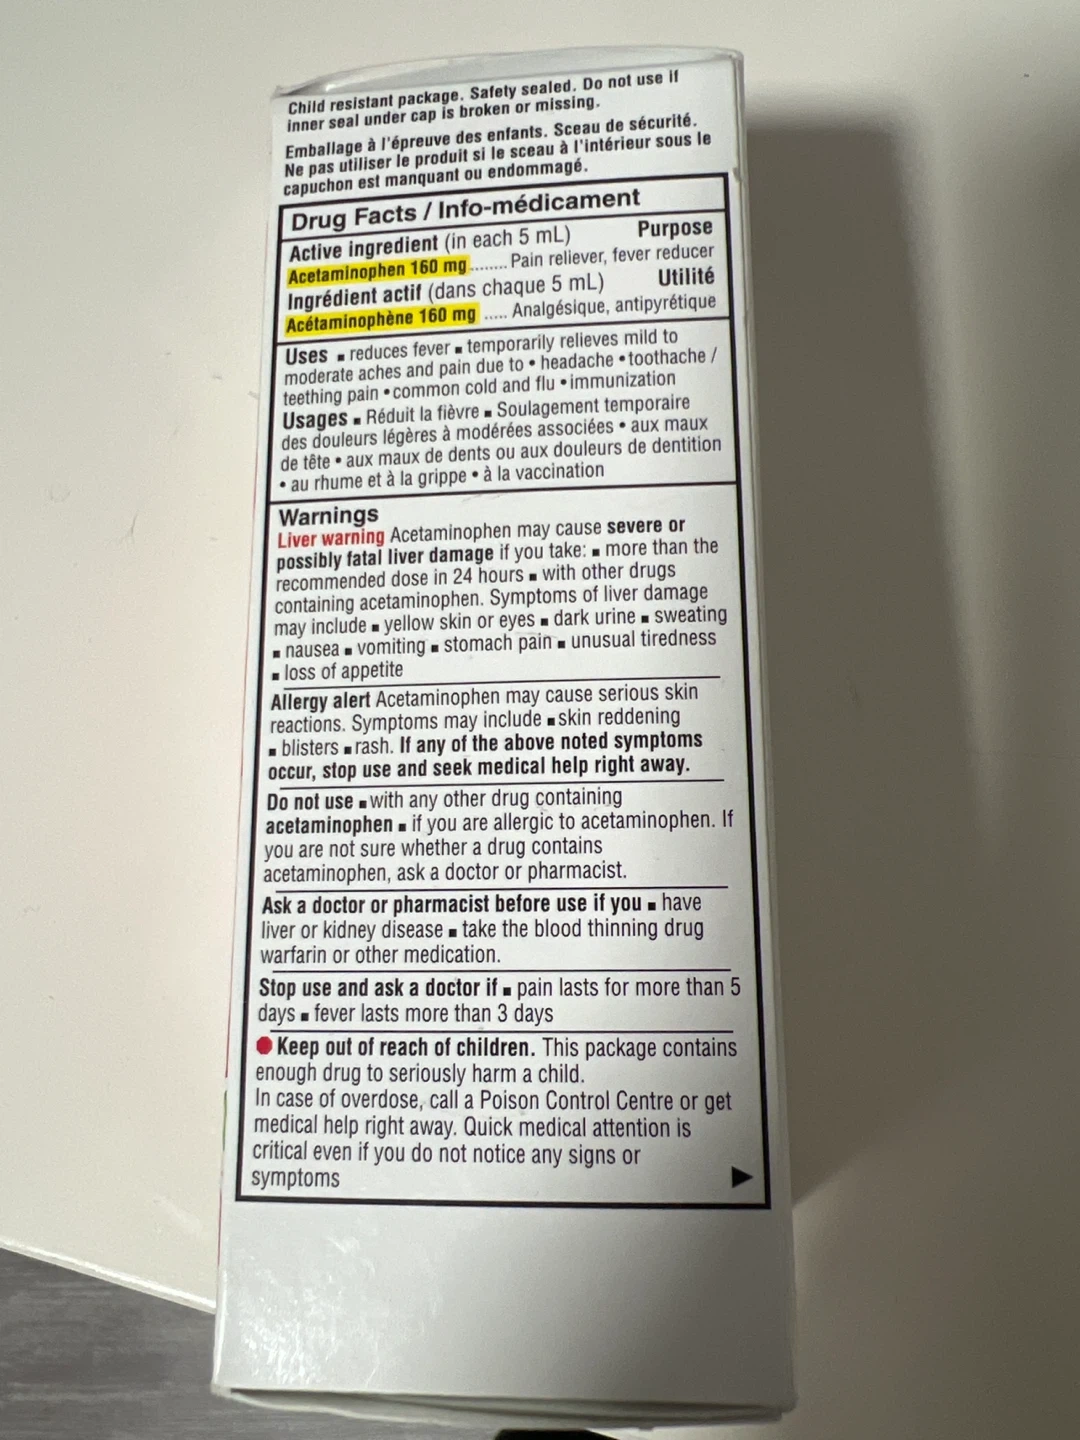 Child resistant package. Safety sealed. Do not use if
inner seal under cap is broken or missing.
Emballage à l'épreuve des enfants. Sceau de sécurité.
Ne pas utiliser le produit si le sceau à l'intérieur sous le
capuchon est manquant ou endommagé.
Drug Facts / Info-médicament
Active ingredient (in each 5 mL) Purpose
Acetaminophen 160 mg........ Pain reliever, fever reducer
Ingrédient actif (dans chaque 5 mL) Utilité
Acétaminophène 160 mg ..... Analgésique, antipyrétique
Uses ▪ reduces fever ▪ temporarily relieves mild to
moderate aches and pain due to • headache • toothache /
teething pain • common cold and flu • immunization
Usages ▪ Réduit la fièvre ▪ Soulagement temporaire
des douleurs légères à modérées associées • aux maux
de tête • aux maux de dents ou aux douleurs de dentition
• au rhume et à la grippe • à la vaccination
Warnings
Liver warning Acetaminophen may cause severe or
possibly fatal liver damage if you take: ▪ more than the
recommended dose in 24 hours ▪ with other drugs
containing acetaminophen. Symptoms of liver damage
may include ▪ yellow skin or eyes ▪ dark urine ▪ sweating
▪ nausea ▪ vomiting ▪ stomach pain ▪ unusual tiredness
▪ loss of appetite
Allergy alert Acetaminophen may cause serious skin
reactions. Symptoms may include ▪ skin reddening
▪ blisters ▪ rash. If any of the above noted symptoms
occur, stop use and seek medical help right away.
Do not use ▪ with any other drug containing
acetaminophen ▪ if you are allergic to acetaminophen. If
you are not sure whether a drug contains
acetaminophen, ask a doctor or pharmacist.
Ask a doctor or pharmacist before use if you ▪ have
liver or kidney disease ▪ take the blood thinning drug
warfarin or other medication.
Stop use and ask a doctor if ▪ pain lasts for more than 5
days ▪ fever lasts more than 3 days
Keep out of reach of children. This package contains
enough drug to seriously harm a child.
In case of overdose, call a Poison Control Centre or get
medical help right away. Quick medical attention is
critical even if you do not notice any signs or
symptoms